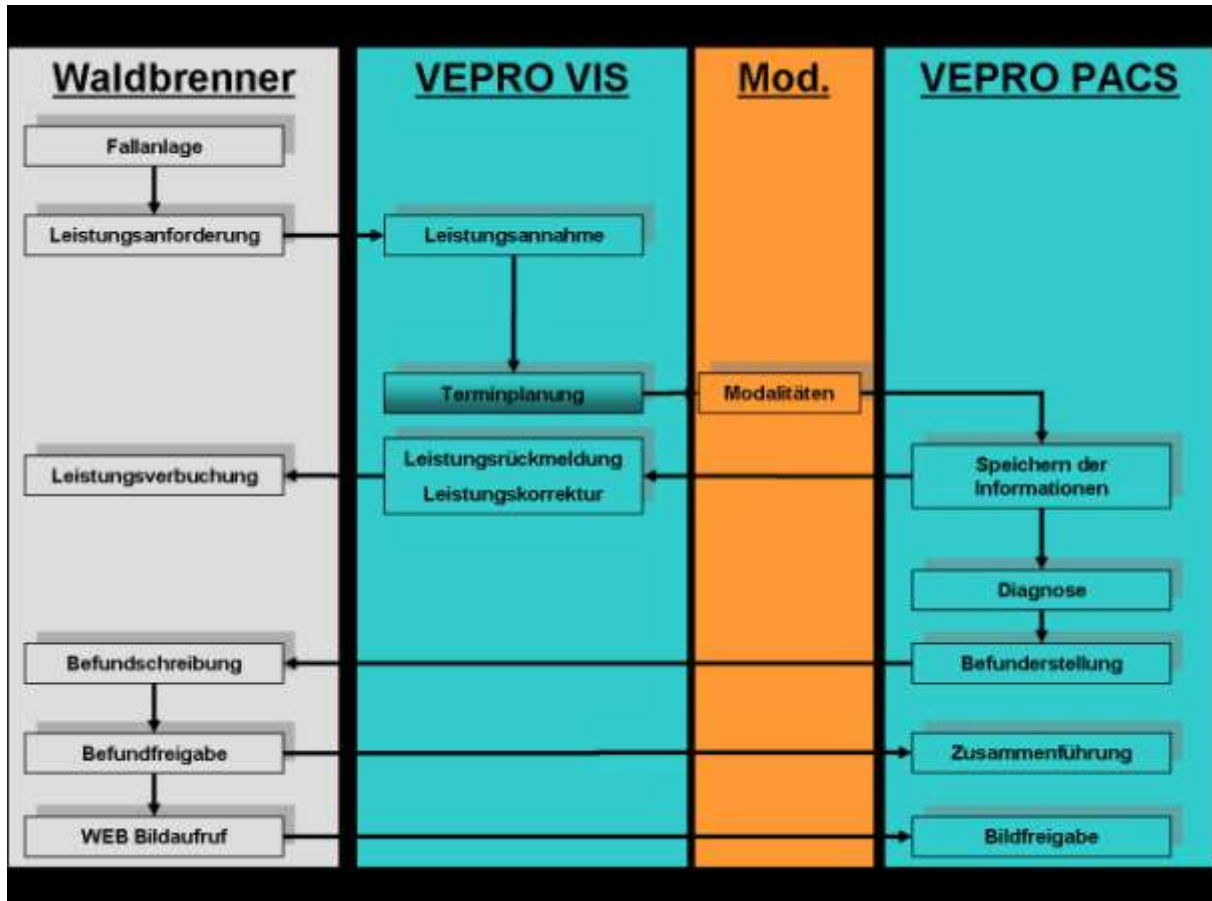 Waldbrenner
VEPRO VIS
Mod.
VEPRO PACS
Fallanlage
Leistungsanforderung
Leistungsannahme
Terminplanung
Modalitäten
Leistungsverbuchung
Leistungsrückmeldung
Leistungskorrektur
Speichern der
Informationen
Diagnose
Befundschreibung
Befunderstellung
Befundfreigabe
Zusammenführung
WEB Bildaufruf
Bildfreigabe